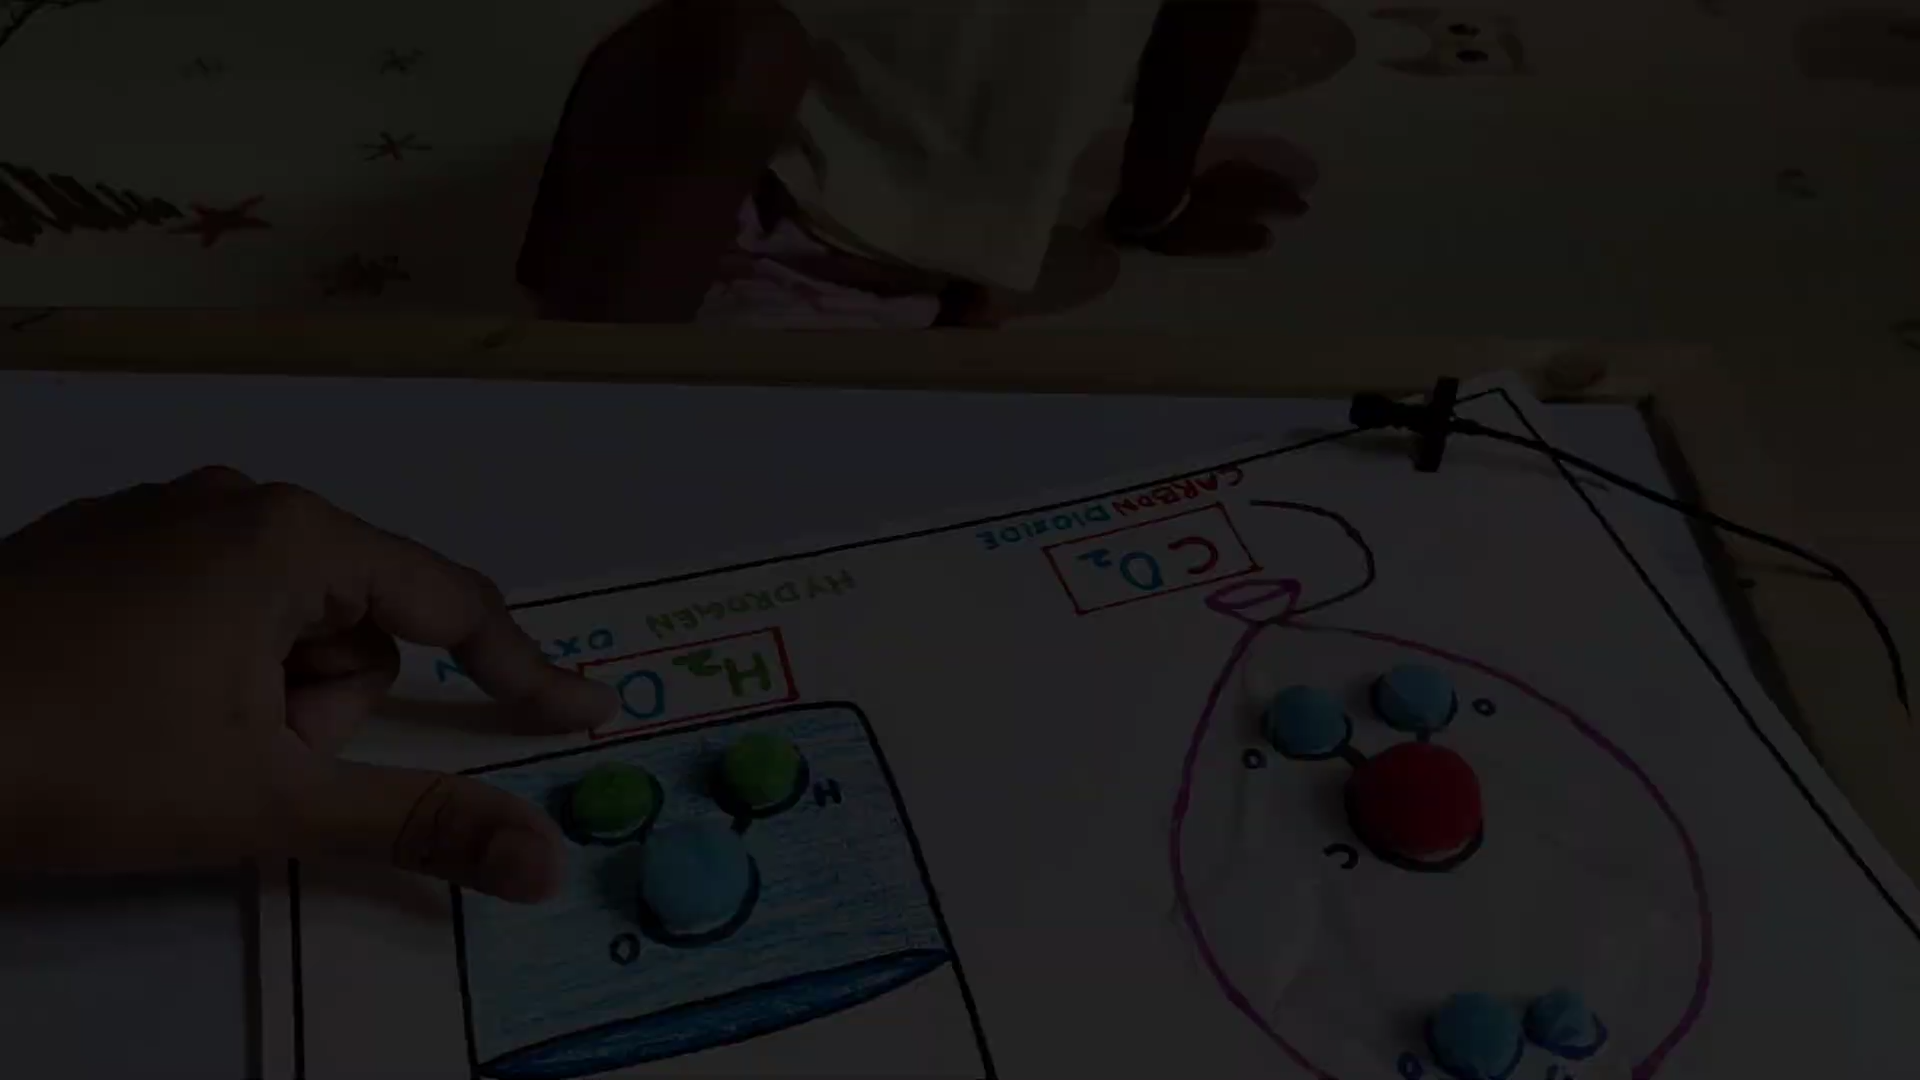 CARBON DIOXIDE
CO₂
HYDROGEN
H₂O
H
O
O
O
C
O